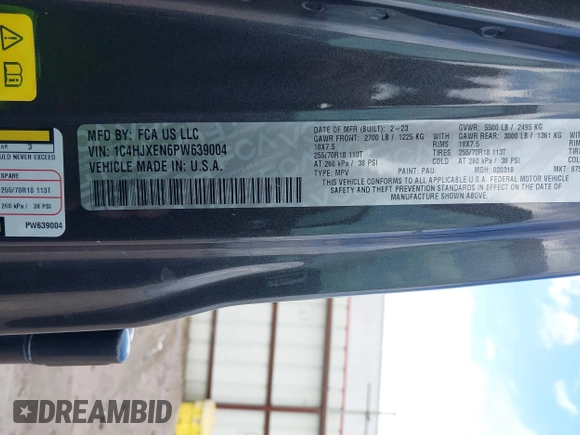 MFD BY: FCA US LLC
VIN: 1C4HJXEN6PW639004
VEHICLE MADE IN: U.S.A.
DATE OF MFR (BUILT): 2-23
GVWR: 5500 LB / 2495 KG
GAWR FRONT: 2700 LB / 1225 KG WITH
GAWR REAR: 3000 LB / 1361 KG WITH
18X7.5 RIMS
18X7.5
255/70R18 113T TIRES
255/70R18 113T
AT 260 kPa / 38 PSI COLD
AT 260 kPa / 38 PSI
TYPE: MPV PAINT: PAU MDH: 020318 MKT:
THIS VEHICLE CONFORMS TO ALL APPLICABLE U.S.A. FEDERAL MOTOR VEHICLE
SAFETY AND THEFT PREVENTION STANDARDS IN EFFECT ON THE DATE OF
MANUFACTURE SHOWN ABOVE.
AR 3
ULD NEVER EXCEED
SPARE
255/70R18 113T
260 kPa / 38 PSI
PW639004
DREAMBID